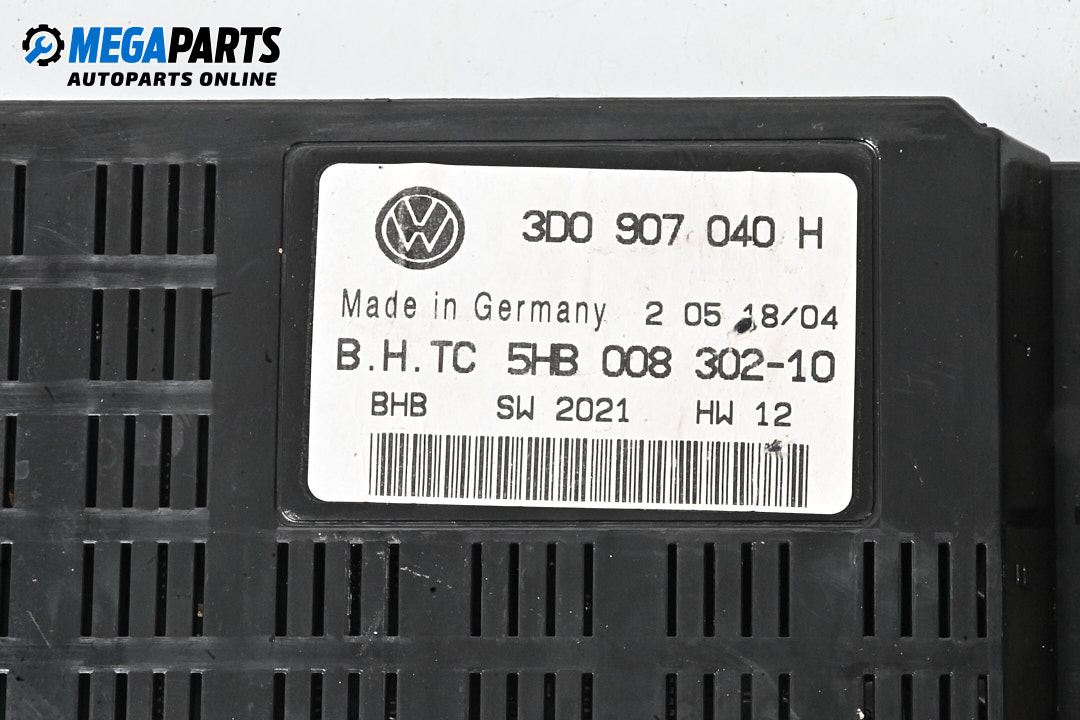 MEGAPARTS
AUTOPARTS ONLINE
3D0 907 040 H
Made in Germany 2 05 18/04
B.H.TC 5HB 008 302-10
BHB SW 2021 HW 12